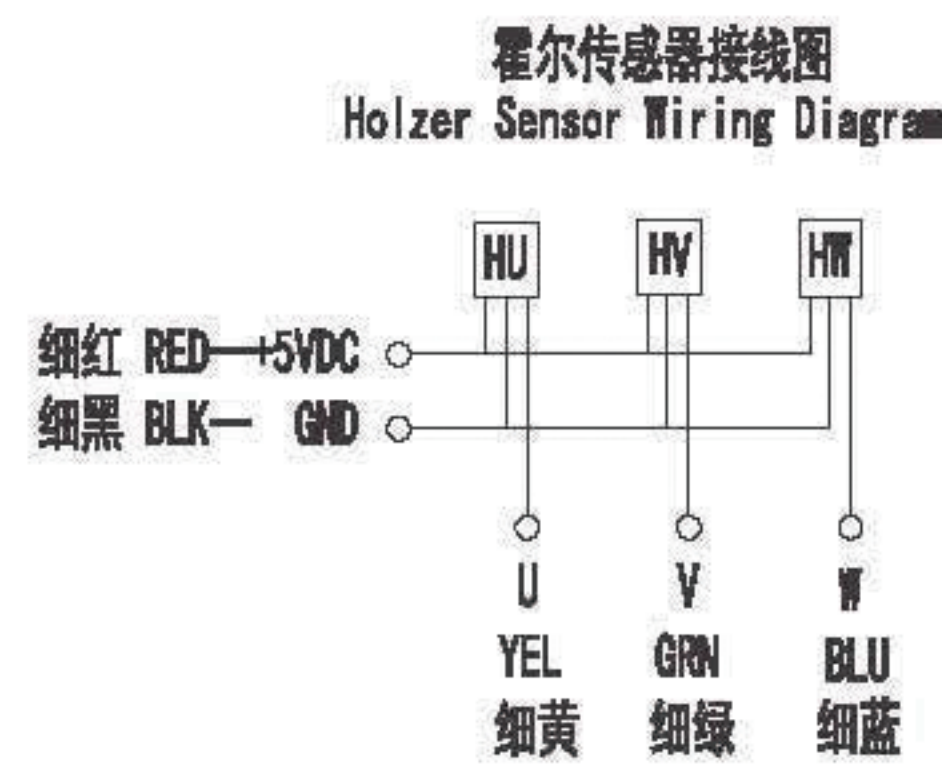 霍尔传感器接线图
Holzer Sensor Wiring Diagram
HU HV HW
细红 RED—+5VDC
细黑 BLK— GND
U V W
YEL GRN BLU
细黄 细绿 细蓝